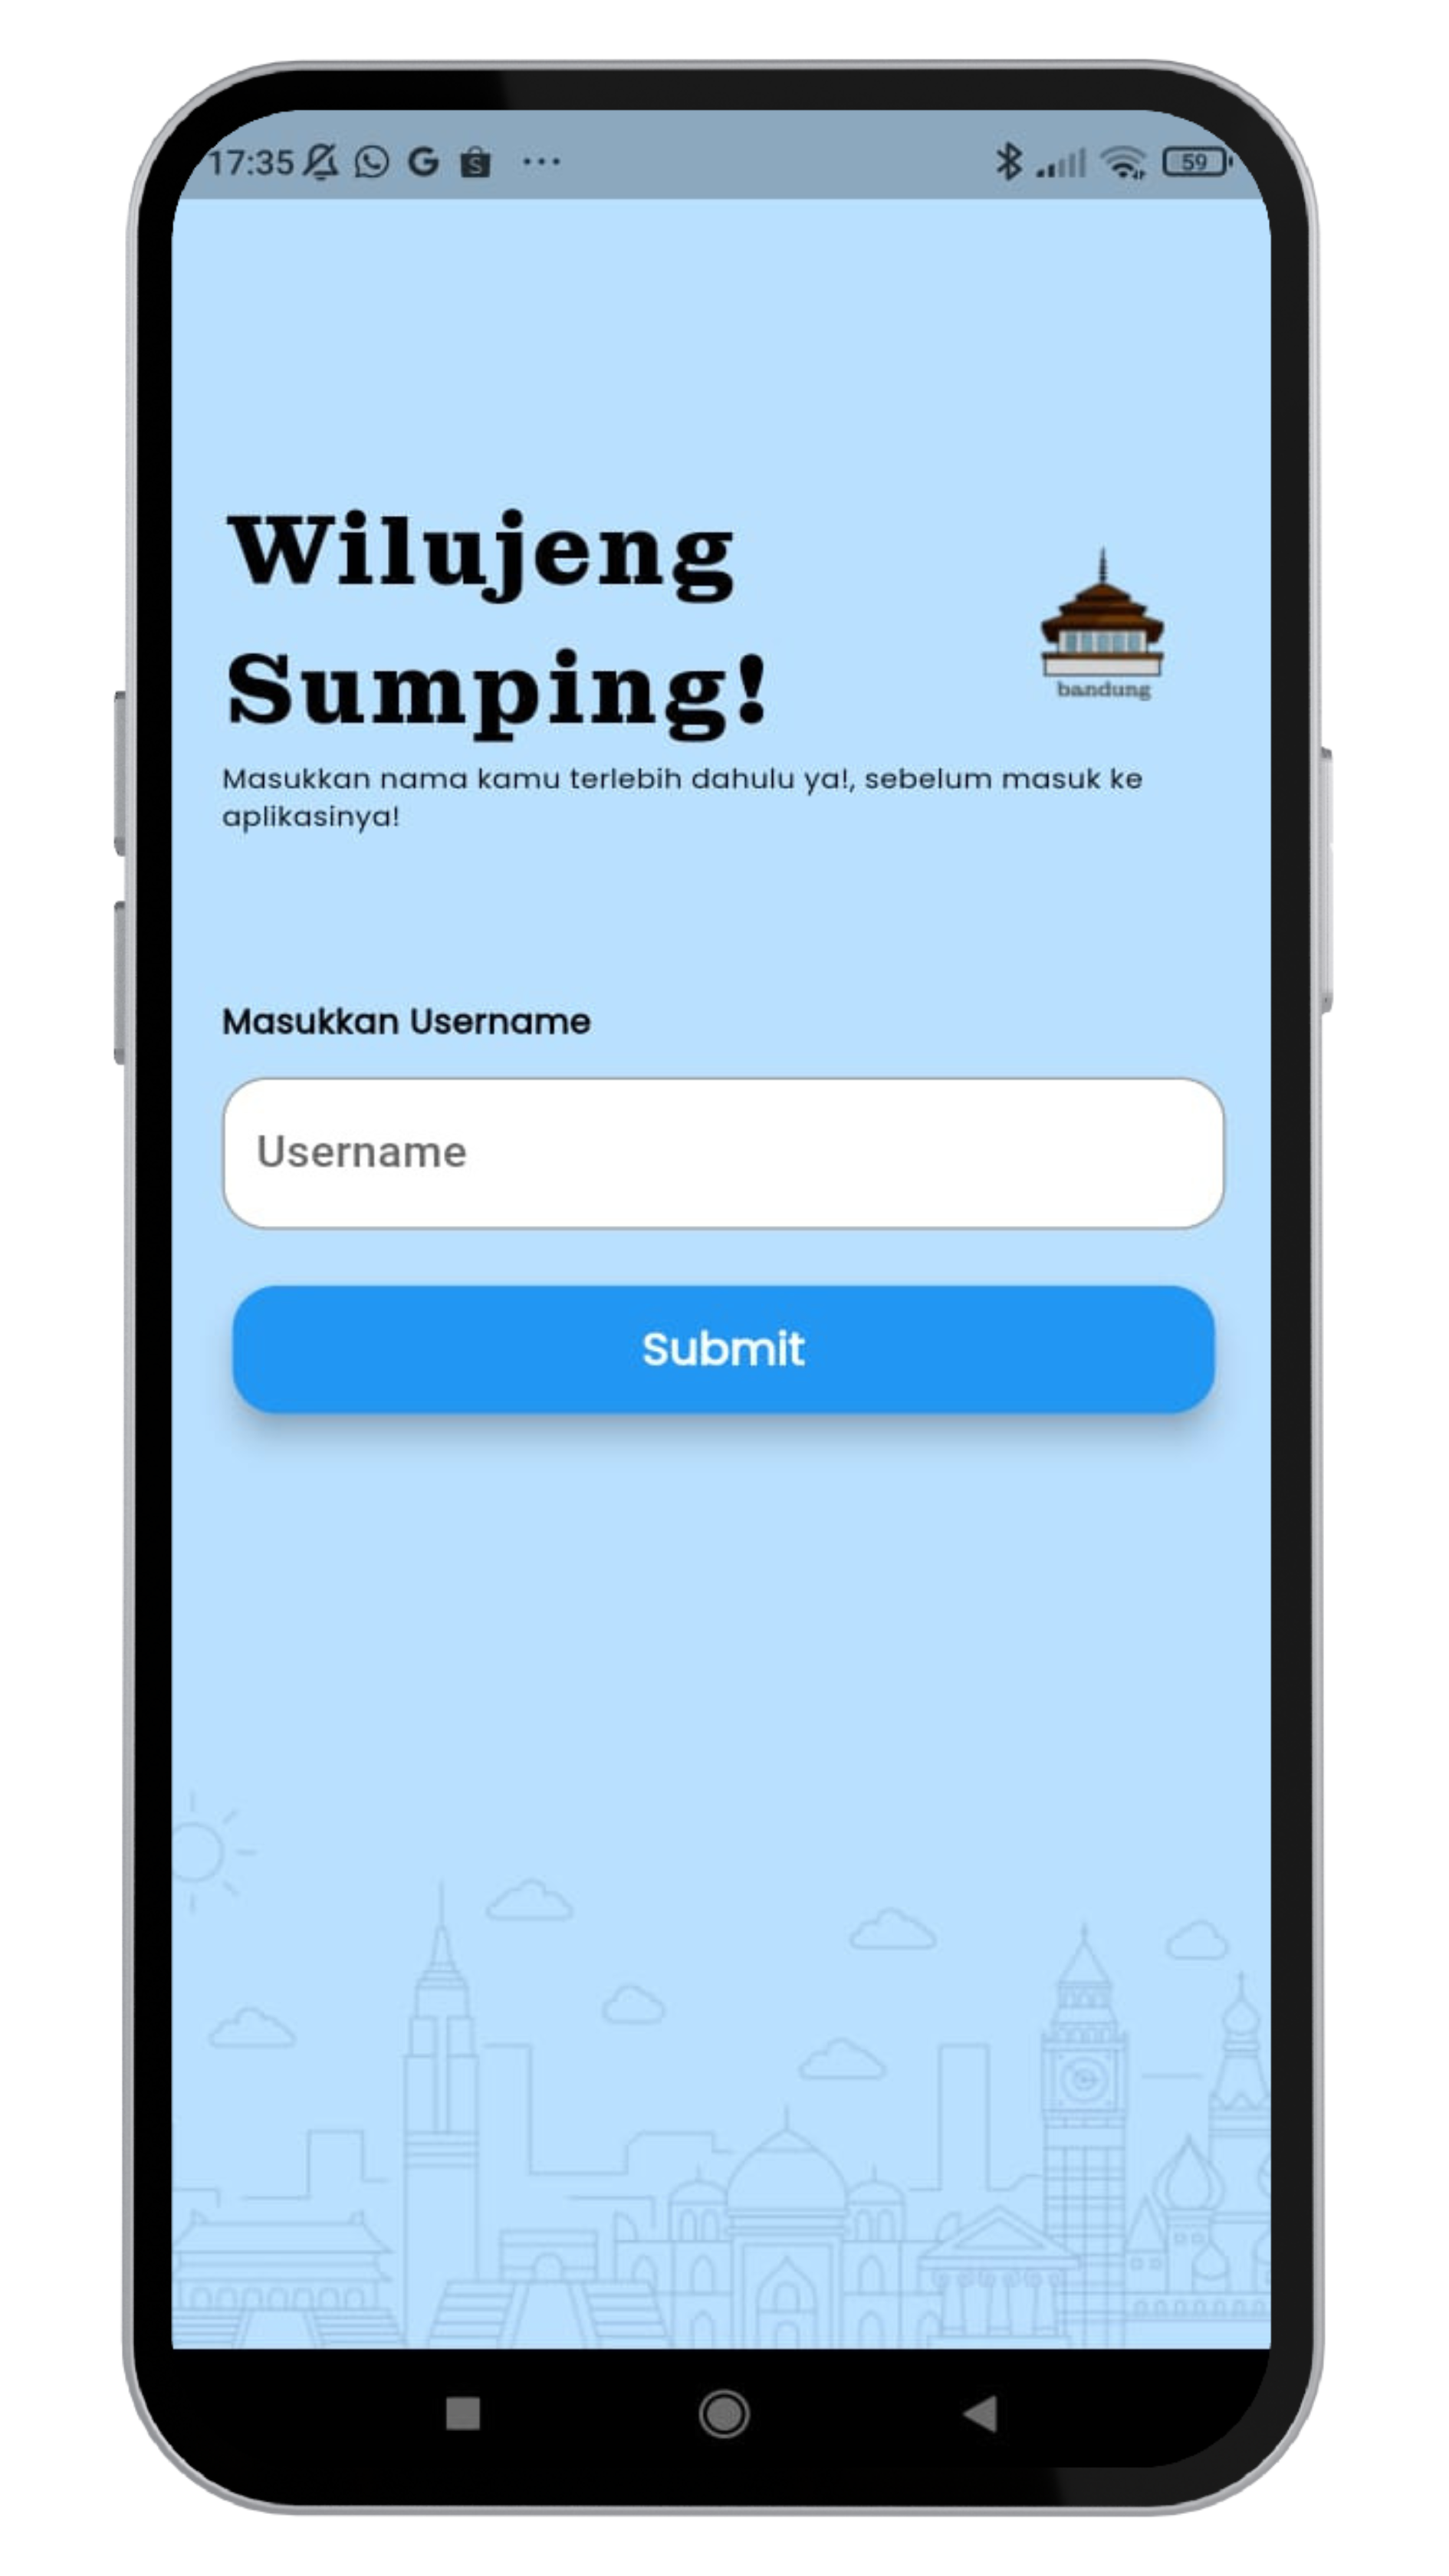 17:35
59
Wilujeng
Sumping!
bandung
Masukkan nama kamu terlebih dahulu ya!, sebelum masuk ke
aplikasinya!
Masukkan Username
Username
Submit